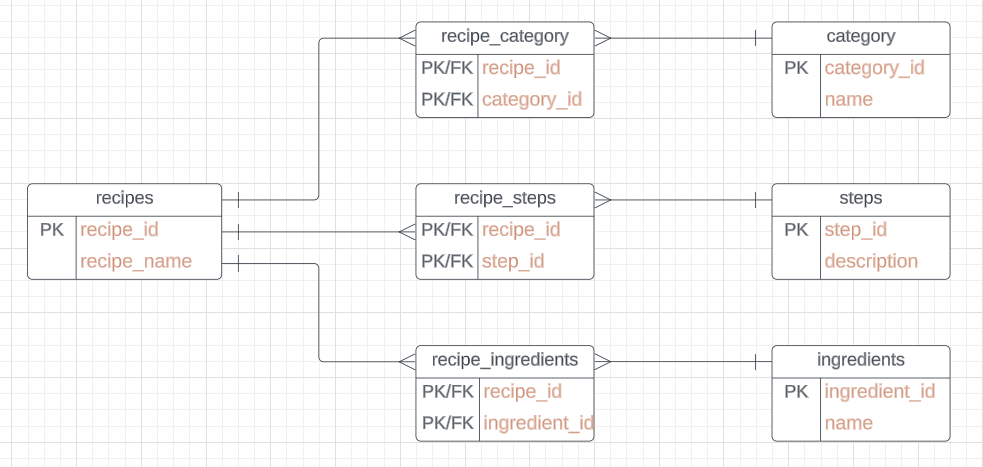 recipe_category
PK/FK recipe_id
PK/FK category_id
category
PK category_id
name
recipes
PK recipe_id
recipe_name
recipe_steps
PK/FK recipe_id
PK/FK step_id
steps
PK step_id
description
recipe_ingredients
PK/FK recipe_id
PK/FK ingredient_id
ingredients
PK ingredient_id
name